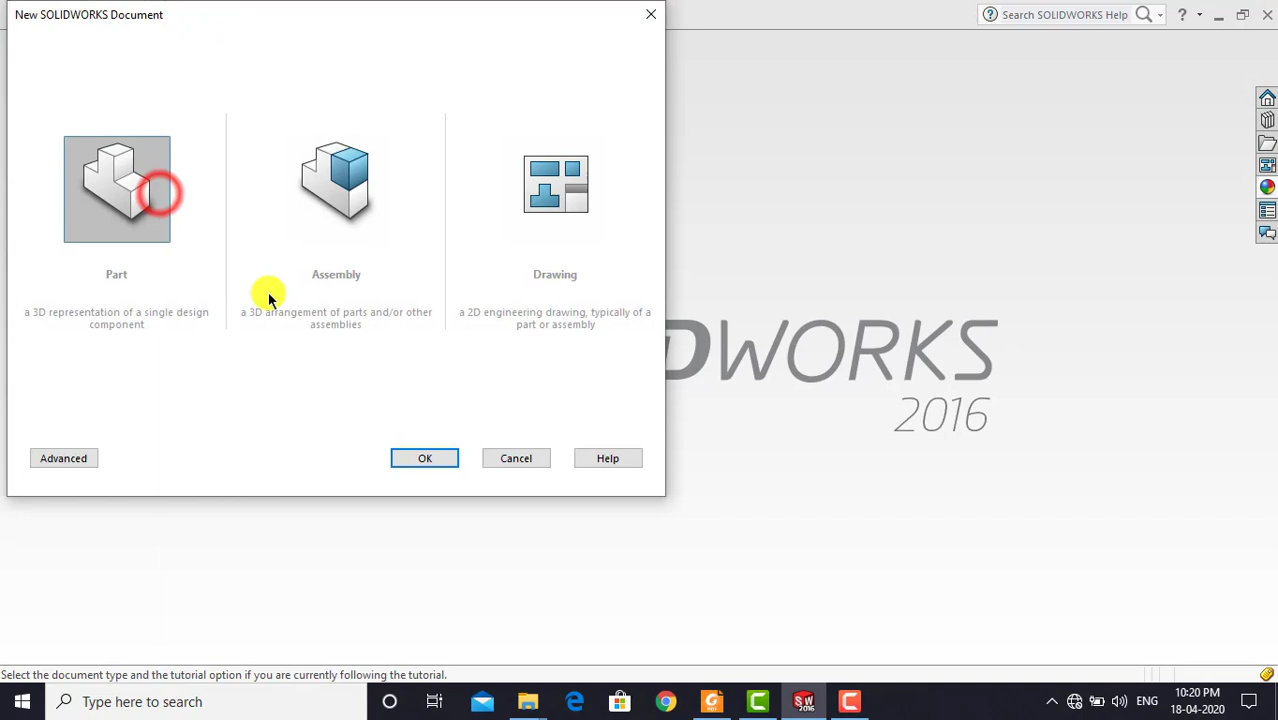 New SOLIDWORKS Document
Search SOLIDWORKS Help
?
Part
Assembly
Drawing
a 3D representation of a single design
component
a 3D arrangement of parts and/or other
assemblies
a 2D engineering drawing, typically of a
part or assembly
DWORKS
2016
Advanced
OK
Cancel
Help
Select the document type and the tutorial option if you are currently following the tutorial.
Type here to search
SW
2016
ENG
10:20 PM
18-04-2020